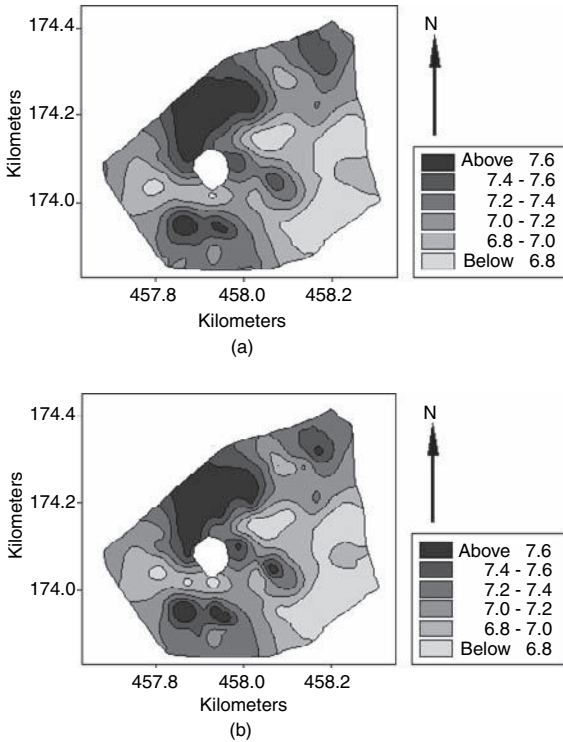 174.4
174.2
174.0
Kilometers
457.8 458.0 458.2
Kilometers
(a)
N
Above 7.6
7.4 - 7.6
7.2 - 7.4
7.0 - 7.2
6.8 - 7.0
Below 6.8
174.4
174.2
174.0
Kilometers
457.8 458.0 458.2
Kilometers
(b)
N
Above 7.6
7.4 - 7.6
7.2 - 7.4
7.0 - 7.2
6.8 - 7.0
Below 6.8